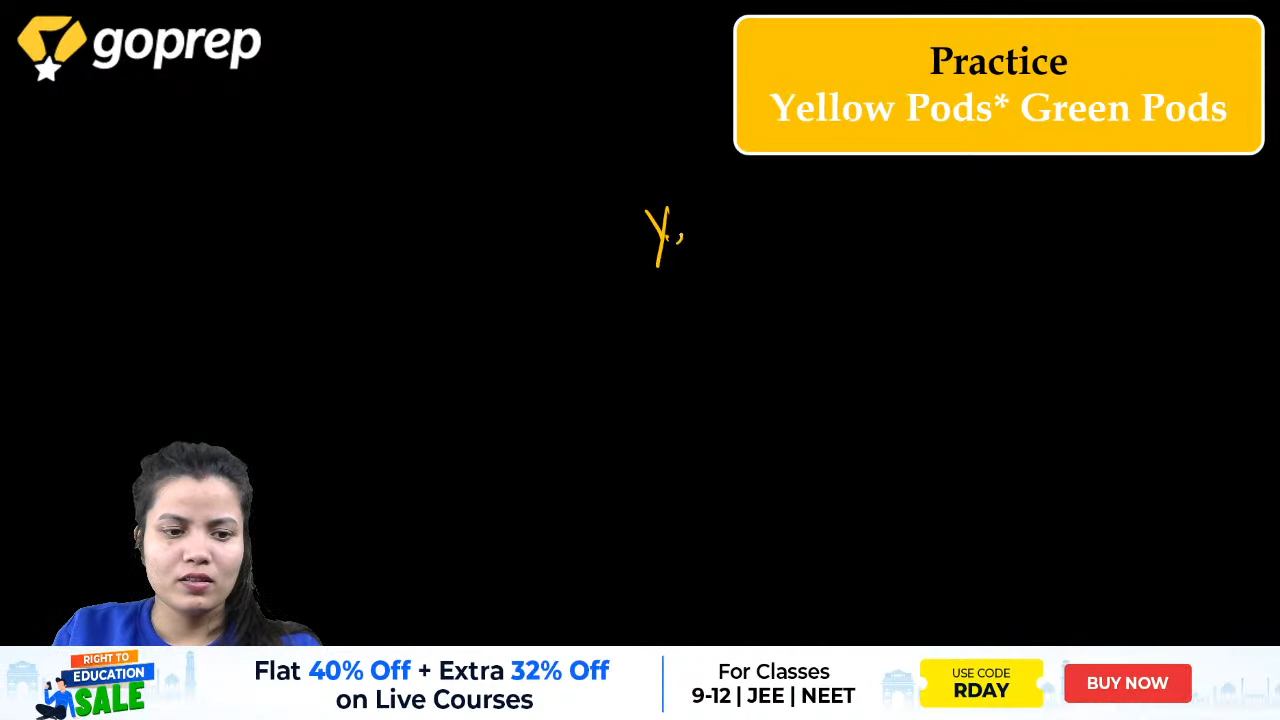 goprep
Practice
Yellow Pods* Green Pods
y,
RIGHT TO
EDUCATION
SALE
Flat 40% Off + Extra 32% Off
on Live Courses
For Classes
9-12 | JEE | NEET
USE CODE
RDAY
BUY NOW